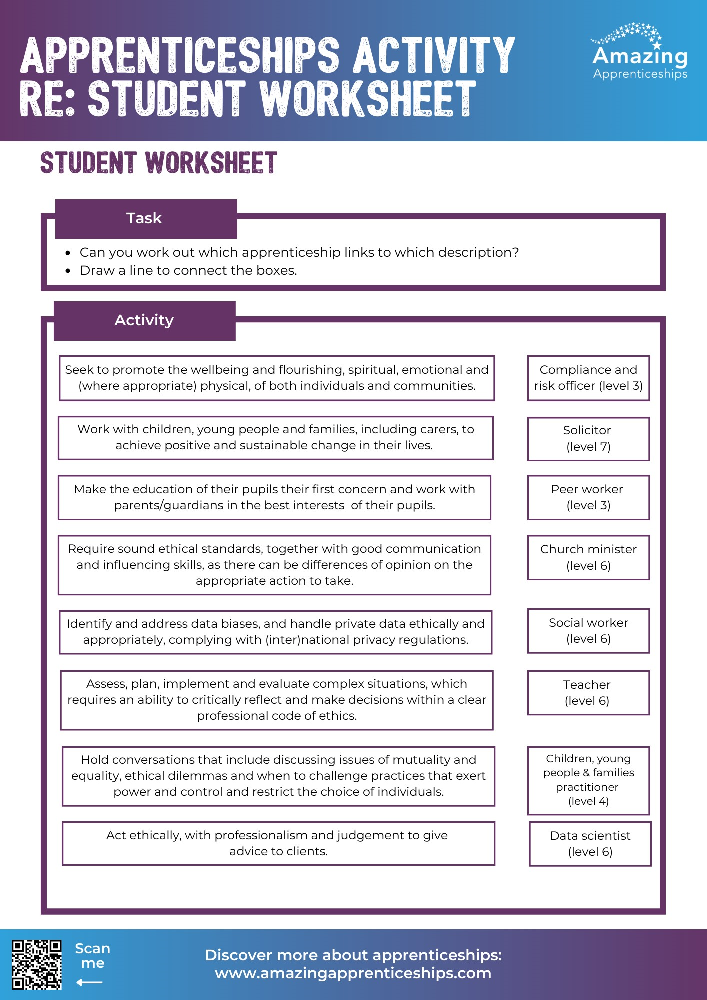 APPRENTICESHIPS ACTIVITY
RE: STUDENT WORKSHEET
Amazing
Apprenticeships
STUDENT WORKSHEET
Task
• Can you work out which apprenticeship links to which description?
• Draw a line to connect the boxes.
Activity
Seek to promote the wellbeing and flourishing, spiritual, emotional and
(where appropriate) physical, of both individuals and communities.
Compliance and
risk officer (level 3)
Work with children, young people and families, including carers, to
achieve positive and sustainable change in their lives.
Solicitor
(level 7)
Make the education of their pupils their first concern and work with
parents/guardians in the best interests  of their pupils.
Peer worker
(level 3)
Require sound ethical standards, together with good communication
and influencing skills, as there can be differences of opinion on the
appropriate action to take.
Church minister
(level 6)
Identify and address data biases, and handle private data ethically and
appropriately, complying with (inter)national privacy regulations.
Social worker
(level 6)
Assess, plan, implement and evaluate complex situations, which
requires an ability to critically reflect and make decisions within a clear
professional code of ethics.
Teacher
(level 6)
Hold conversations that include discussing issues of mutuality and
equality, ethical dilemmas and when to challenge practices that exert
power and control and restrict the choice of individuals.
Children, young
people & families
practitioner
(level 4)
Act ethically, with professionalism and judgement to give
advice to clients.
Data scientist
(level 6)
Scan
me
Discover more about apprenticeships:
www.amazingapprenticeships.com